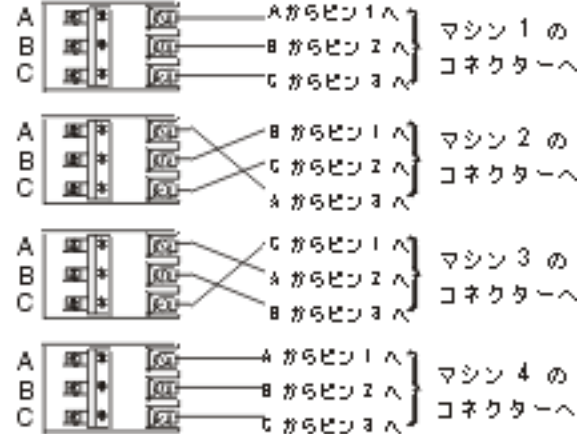 A
B
C
Aからピン 1 へ
B からピン 2 へ
C からピン 3 へ
マシン 1 の
コネクターへ
A
B
C
B からピン 1 へ
C からピン 2 へ
A からピン 3 へ
マシン 2 の
コネクターへ
A
B
C
C からピン 1 へ
A からピン 2 へ
B からピン 3 へ
マシン 3 の
コネクターへ
A
B
C
A からピン 1 へ
B からピン 2 へ
C からピン 3 へ
マシン 4 の
コネクターへ